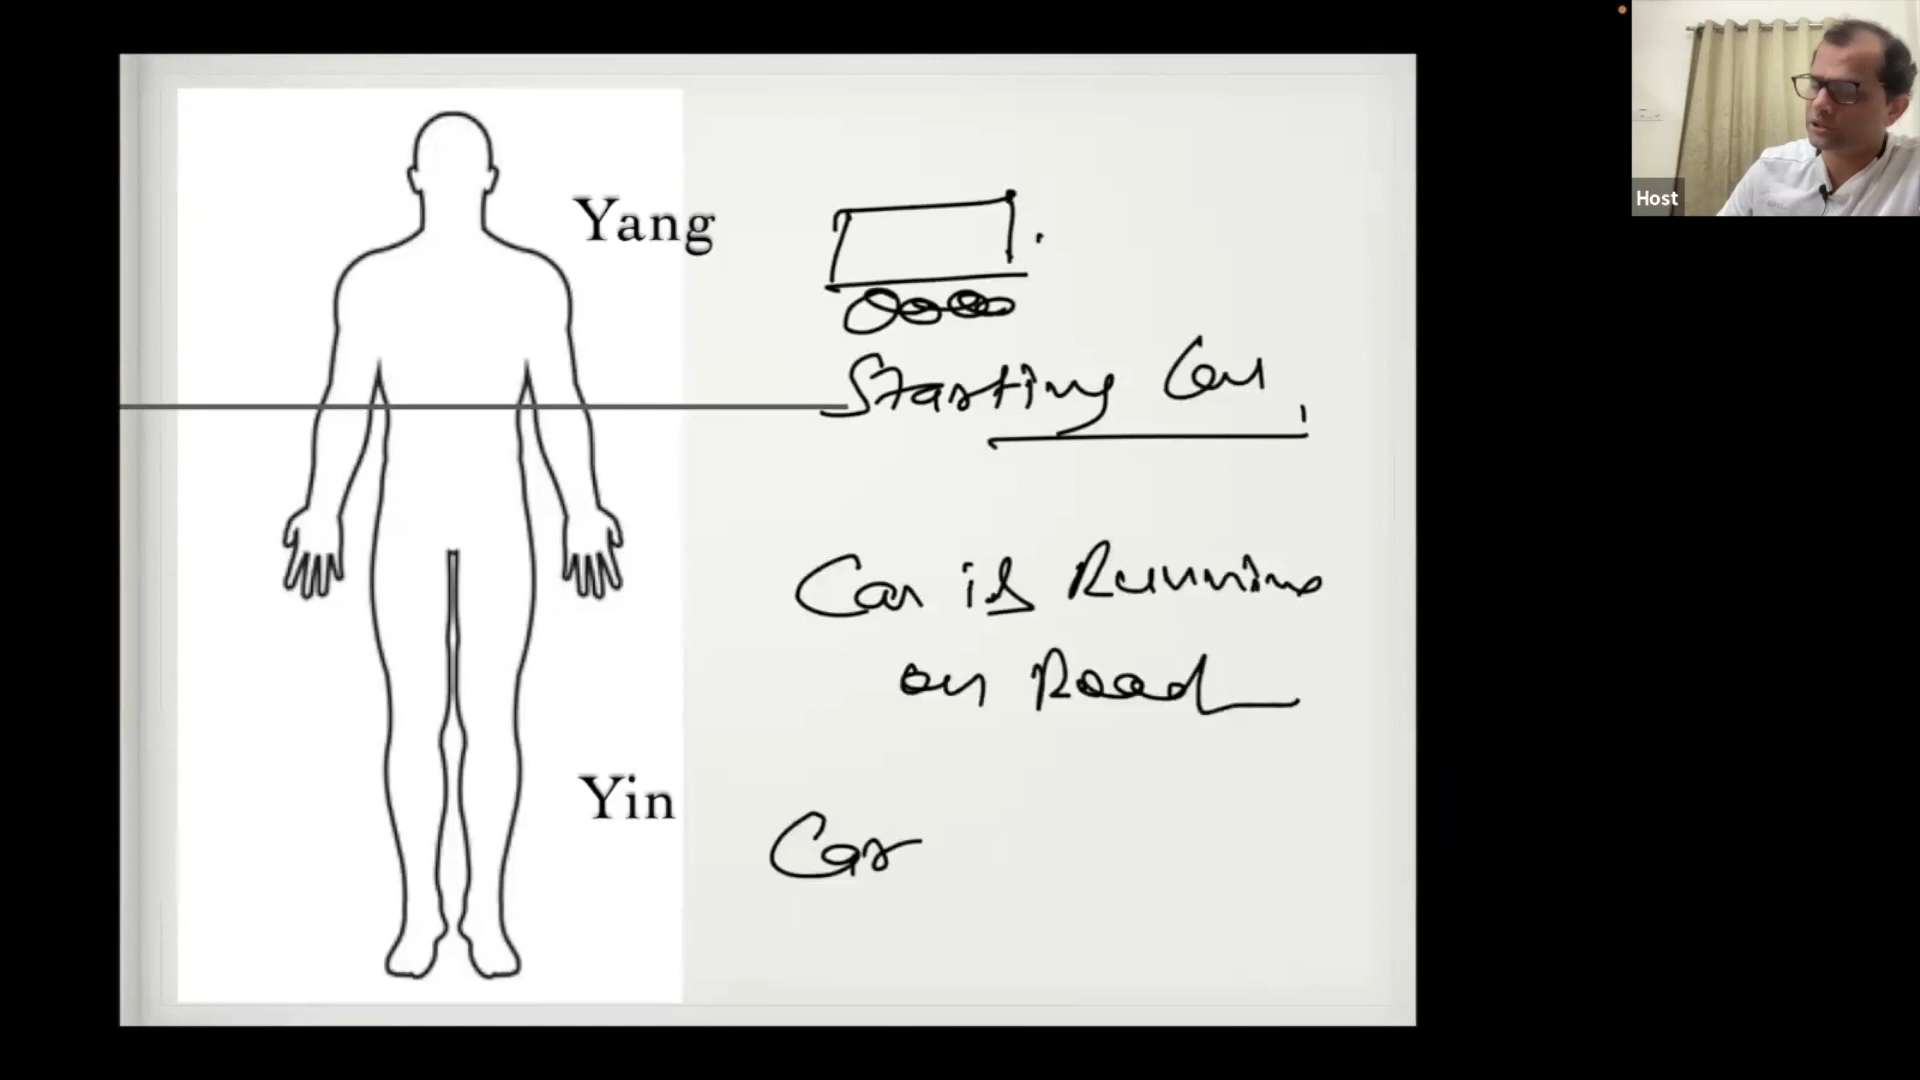 Host
Yang
Starting Car
Car is Running
on Road
Yin
Car